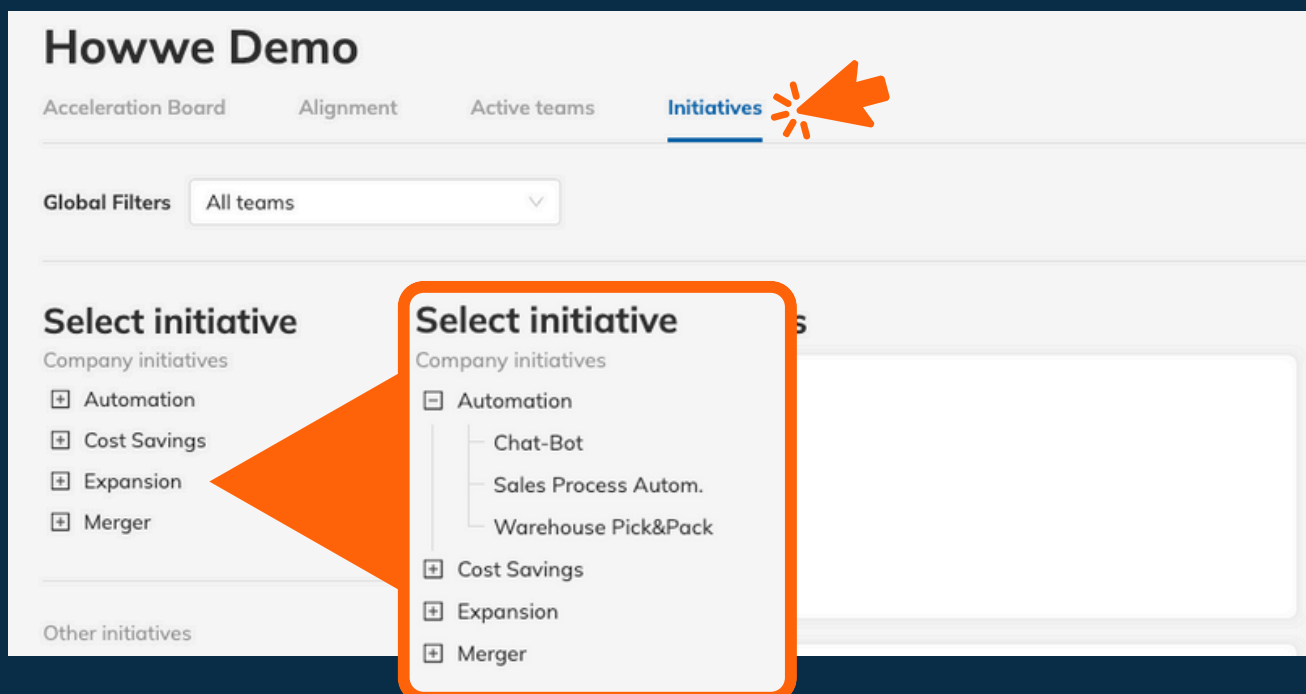 Howwe Demo
Acceleration Board Alignment Active teams Initiatives
Global Filters All teams
Select initiative
Company initiatives
Automation
Cost Savings
Expansion
Merger
Other initiatives
Select initiative
Company initiatives
Automation
Chat-Bot
Sales Process Autom.
Warehouse Pick&Pack
Cost Savings
Expansion
Merger
s